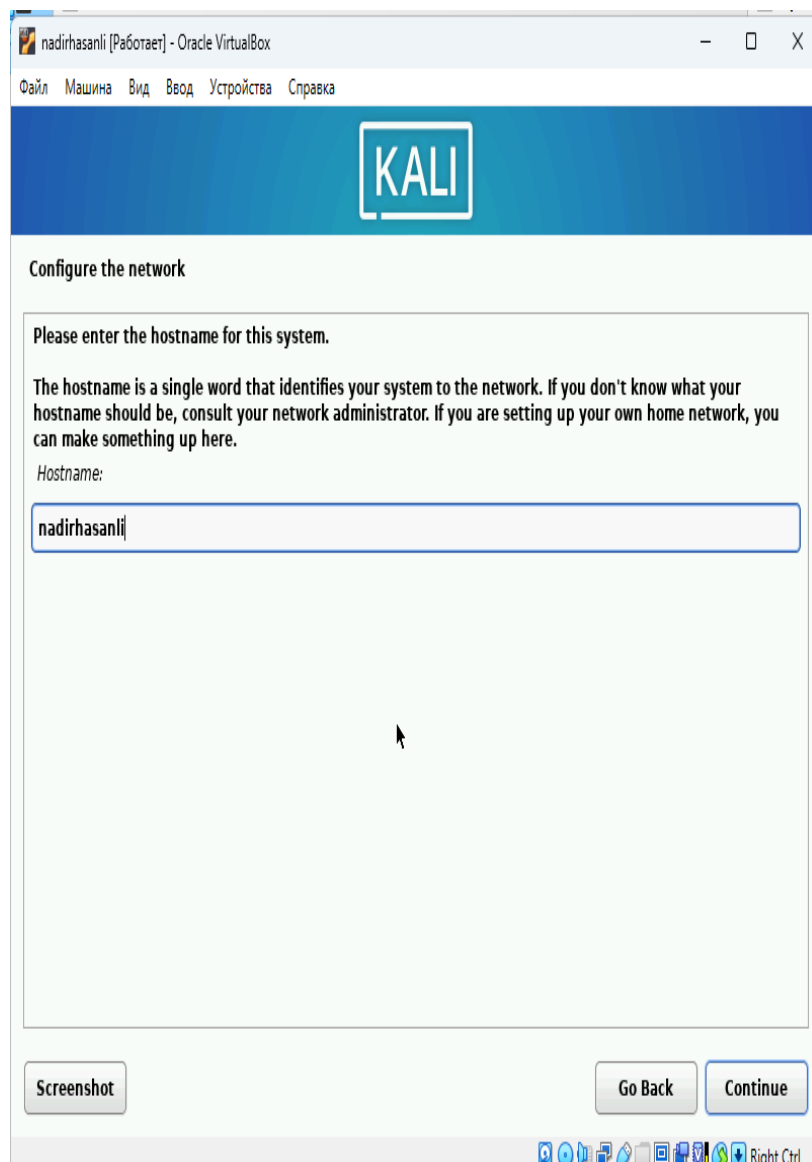 nadirhasanli [Работает] - Oracle VirtualBox
Файл Машина Вид Ввод Устройства Справка
KALI
Configure the network
Please enter the hostname for this system.
The hostname is a single word that identifies your system to the network. If you don't know what your
hostname should be, consult your network administrator. If you are setting up your own home network, you
can make something up here.
Hostname:
nadirhasanli
Screenshot Go Back Continue
Right Ctrl